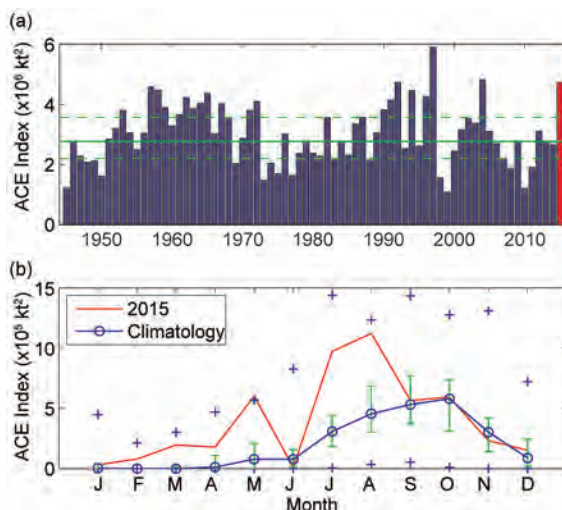 (a)
ACE Index (x10⁶ kt²)
6
4
2
0
1950 1960 1970 1980 1990 2000 2010
(b)
ACE Index (x10⁵ kt²)
15
10
5
0
2015
Climatology
J F M A M J J A S O N D
Month